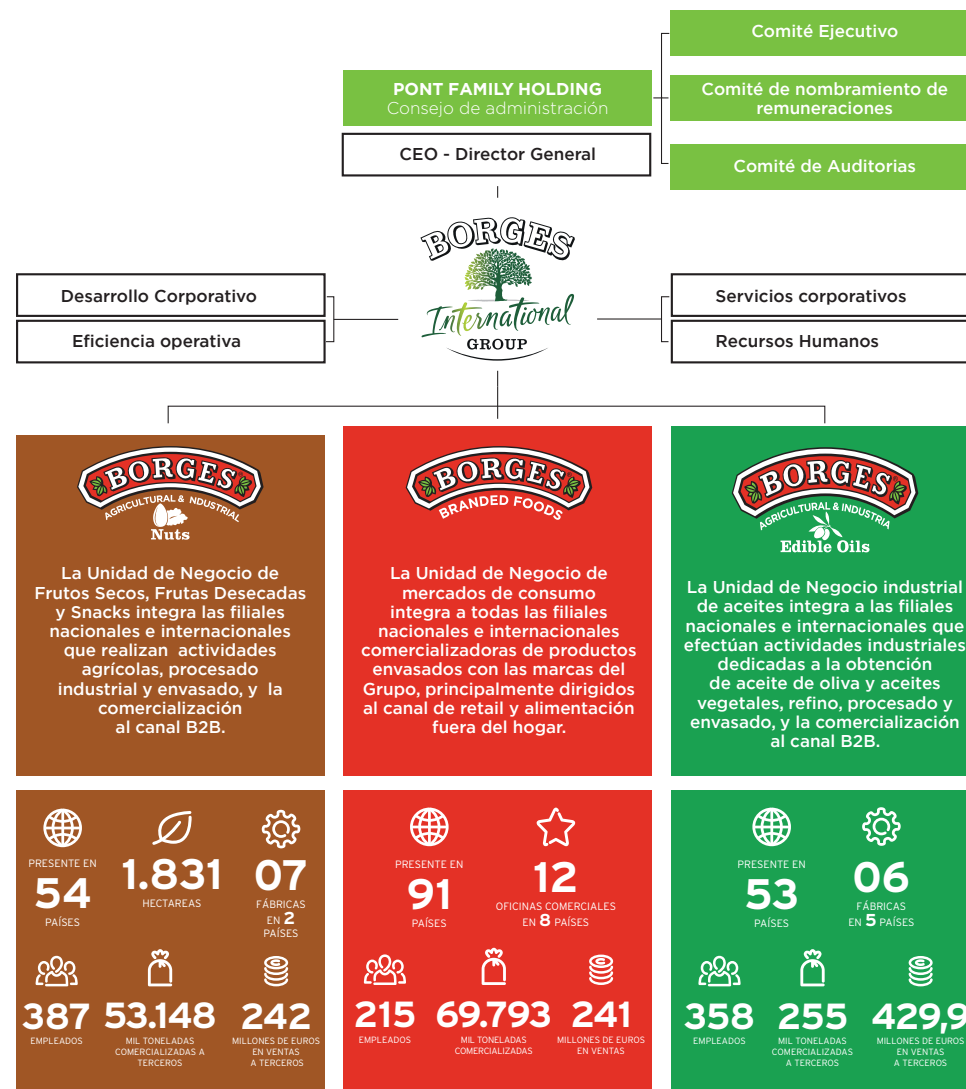 Comité Ejecutivo
PONT FAMILY HOLDING
Consejo de administración
Comité de nombramiento de
remuneraciones
CEO - Director General
Comité de Auditorias
BORGES
International
GROUP
Desarrollo Corporativo
Eficiencia operativa
Servicios corporativos
Recursos Humanos
BORGES
AGRICULTURAL & NDUSTRIAL
Nuts
La Unidad de Negocio de
Frutos Secos, Frutas Desecadas
y Snacks integra las filiales
nacionales e internacionales
que realizan actividades
agrícolas, procesado
industrial y envasado, y la
comercialización
al canal B2B.
BORGES
BRANDED FOODS
La Unidad de Negocio de
mercados de consumo
integra a todas las filiales
nacionales e internacionales
comercializadoras de productos
envasados con las marcas del
Grupo, principalmente dirigidos
al canal de retail y alimentación
fuera del hogar.
BORGES
AGRICULTURAL & INDUSTRIA
Edible Oils
La Unidad de Negocio industrial
de aceites integra a las filiales
nacionales e internacionales que
efectúan actividades industriales
dedicadas a la obtención
de aceite de oliva y aceites
vegetales, refino, procesado y
envasado, y la comercialización
al canal B2B.
PRESENTE EN
54
PAÍSES
1.831
HECTAREAS
07
FÁBRICAS
EN 2
PAÍSES
387
EMPLEADOS
53.148
MIL TONELADAS
COMERCIALIZADAS A
TERCEROS
242
MILLONES DE EUROS
EN VENTAS
A TERCEROS
PRESENTE EN
91
PAÍSES
12
OFICINAS COMERCIALES
EN 8 PAÍSES
215
EMPLEADOS
69.793
MIL TONELADAS
COMERCIALIZADAS
241
MILLONES DE EUROS
EN VENTAS
PRESENTE EN
53
PAÍSES
06
FÁBRICAS
EN 5 PAÍSES
358
EMPLEADOS
255
MIL TONELADAS
COMERCIALIZADAS
A TERCEROS
429,9
MILLONES DE EUROS
EN VENTAS
A TERCEROS